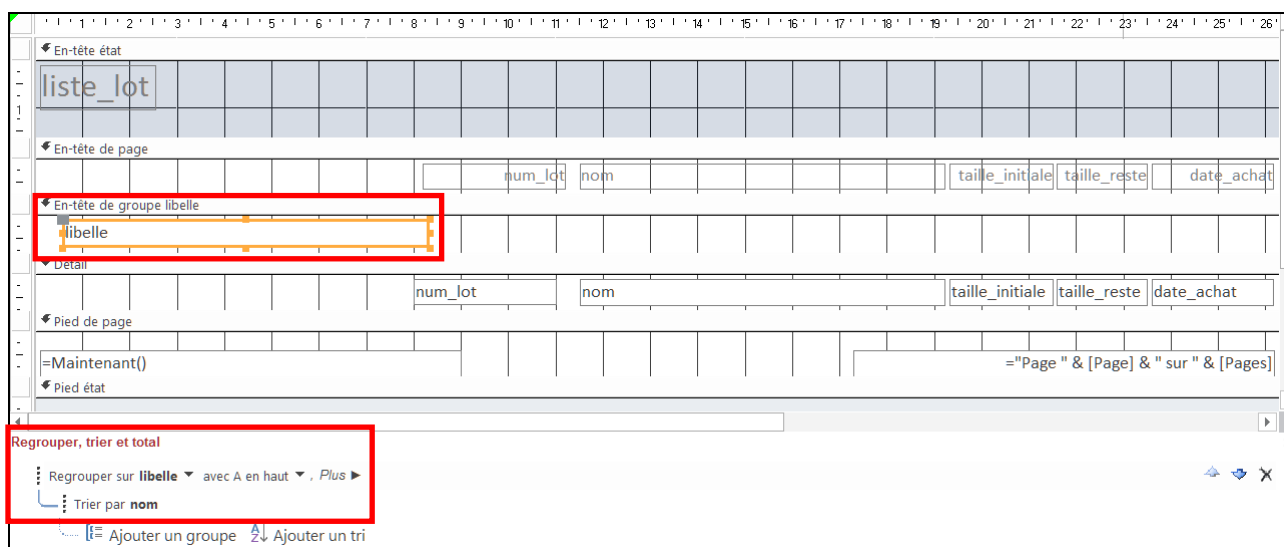 1 2 3 4 5 6 7 8 9 10 11 12 13 14 15 16 17 18 19 20 21 22 23 24 25 26
En-tête état
liste_lot
1
En-tête de page
num_lot nom taille_initiale taille_reste date_achat
En-tête de groupe libelle
libelle
Détail
num_lot nom taille_initiale taille_reste date_achat
Pied de page
=Maintenant() ="Page " & [Page] & " sur " & [Pages]
Pied état
Regrouper, trier et total
Regrouper sur libelle avec A en haut , Plus
Trier par nom
Ajouter un groupe AZ Ajouter un tri